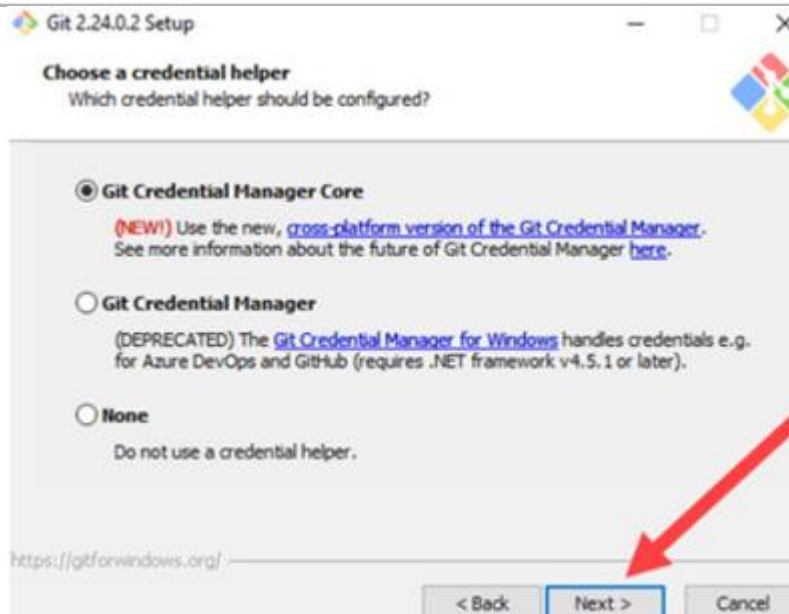 Git 2.24.0.2 Setup
Choose a credential helper
Which credential helper should be configured?
Git Credential Manager Core
(NEW!) Use the new, cross-platform version of the Git Credential Manager.
See more information about the future of Git Credential Manager here.
Git Credential Manager
(DEPRECATED) The Git Credential Manager for Windows handles credentials e.g.
for Azure DevOps and GitHub (requires .NET framework v4.5.1 or later).
None
Do not use a credential helper.
https://gitforwindows.org/
< Back Next > Cancel